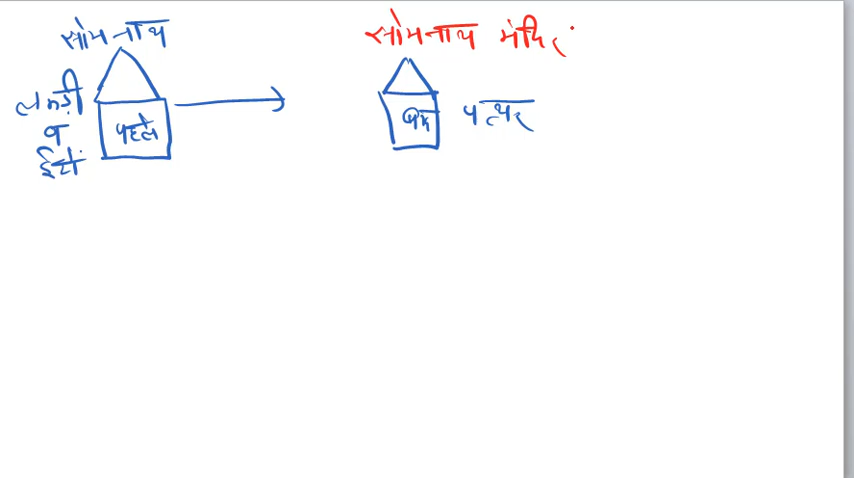 सोमनाथ
सोमनाथ मंदिर
लकड़ी
व
ईंटों
पहले
बाद
पत्थर